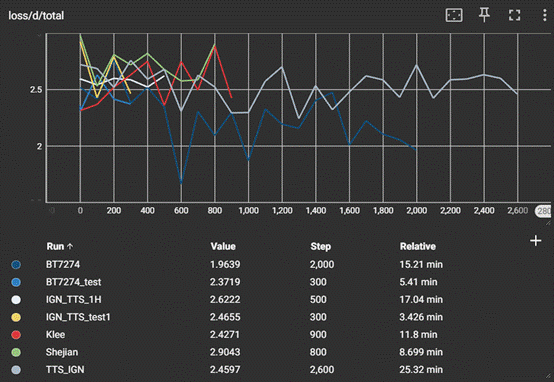 loss/d/total
2.5
2
0 200 400 600 800 1,000 1,200 1,400 1,600 1,800 2,000 2,200 2,400 2,600 280
Run ↑ Value Step Relative
BT7274 1.9639 2,000 15.21 min
BT7274_test 2.3719 300 5.41 min
IGN_TTS_1H 2.6222 500 17.04 min
IGN_TTS_test1 2.4655 300 3.426 min
Klee 2.4271 900 11.8 min
Shejian 2.9043 800 8.699 min
TTS_IGN 2.4597 2,600 25.32 min